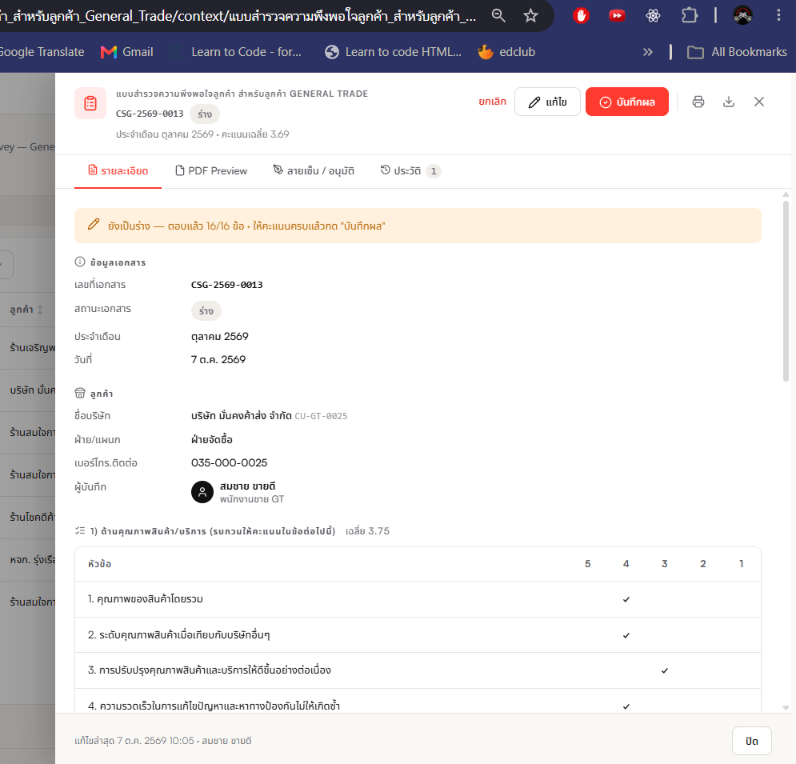 า_สำหรับลูกค้า_General_Trade/context/แบบสำรวจความพึงพอใจลูกค้า_สำหรับลูกค้า_...
Google Translate
Gmail
Learn to Code - for...
Learn to code HTML...
eddub
»
All Bookmarks
แบบสำรวจความพึงพอใจลูกค้า สำหรับลูกค้า GENERAL TRADE
CSG-2569-0013 ร่าง
ประจำเดือน ตุลาคม 2569 • คะแนนเฉลี่ย 3.69
ยกเลิก
แก้ไข
บันทึกผล
vey — Gene
รายละเอียด
PDF Preview
ลายเซ็น / อนุมัติ
ประวัติ 1
ยังเป็นร่าง — ตอบแล้ว 16/16 ข้อ • ให้คะแนนครบแล้วกด "บันทึกผล"
ข้อมูลเอกสาร
เลขที่เอกสาร CSG-2569-0013
สถานะเอกสาร ร่าง
ประจำเดือน ตุลาคม 2569
วันที่ 7 ต.ค. 2569
ลูกค้า
ชื่อบริษัท บริษัท มั่นคงค้าส่ง จำกัด CU-GT-0025
ฝ่าย/แผนก ฝ่ายจัดซื้อ
เบอร์โทร.ติดต่อ 035-000-0025
ผู้บันทึก สมชาย ขายดี
พนักงานขาย GT
1) ด้านคุณภาพสินค้า/บริการ (รบกวนให้คะแนนในข้อต่อไปนี้) เฉลี่ย 3.75
หัวข้อ 5 4 3 2 1
1. คุณภาพของสินค้าโดยรวม ✓
2. ระดับคุณภาพสินค้าเมื่อเทียบกับบริษัทอื่นๆ ✓
3. การปรับปรุงคุณภาพสินค้าและบริการให้ดีขึ้นอย่างต่อเนื่อง ✓
4. ความรวดเร็วในการแก้ไขปัญหาและหาทางป้องกันไม่ให้เกิดซ้ำ ✓
ลูกค้า
ร้านเจริญพ
บริษัท มั่นค
ร้านสมใจกา
ร้านสมใจกา
ร้านโชคดีค้
หจก. รุ่งเรือ
ร้านสมใจกา
แก้ไขล่าสุด 7 ต.ค. 2569 10:05 • สมชาย ขายดี
ปิด